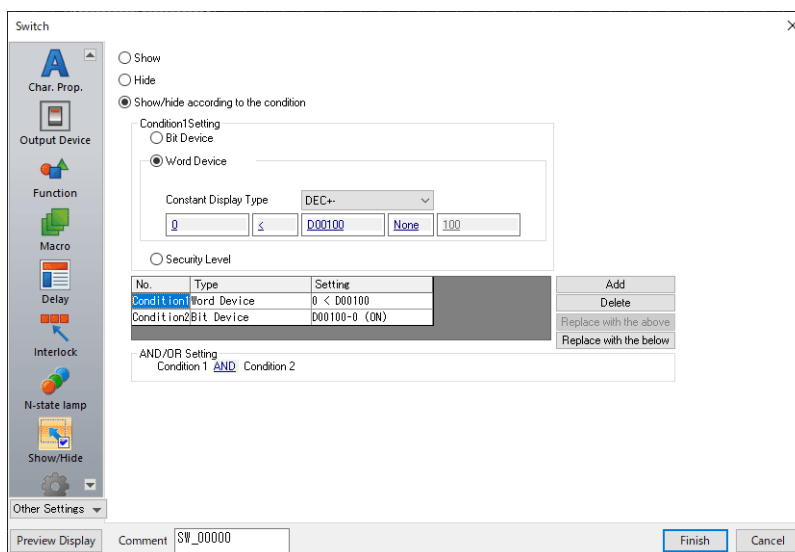 Switch
Char. Prop.
Output Device
Function
Macro
Delay
Interlock
N-state lamp
Show/Hide
Other Settings
Show
Hide
Show/hide according to the condition
Condition1Setting
Bit Device
Word Device
Constant Display Type DEC+-
0 < D00100 None 100
Security Level
No. Type Setting
Condition1 Word Device 0 < D00100
Condition2 Bit Device D00100-0 (ON)
Add
Delete
Replace with the above
Replace with the below
AND/OR Setting
Condition 1 AND Condition 2
Preview Display Comment SW_00000 Finish Cancel